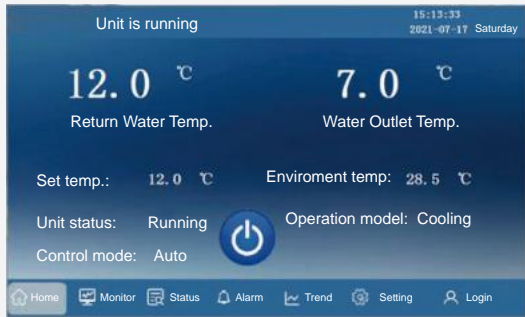 Unit is running
15:13:33
2021-07-17 Saturday
12.0 ℃
7.0 ℃
Return Water Temp.
Water Outlet Temp.
Set temp.: 12.0 ℃
Enviroment temp: 28.5 ℃
Unit status: Running
Operation model: Cooling
Control mode: Auto
Home Monitor Status Alarm Trend Setting Login